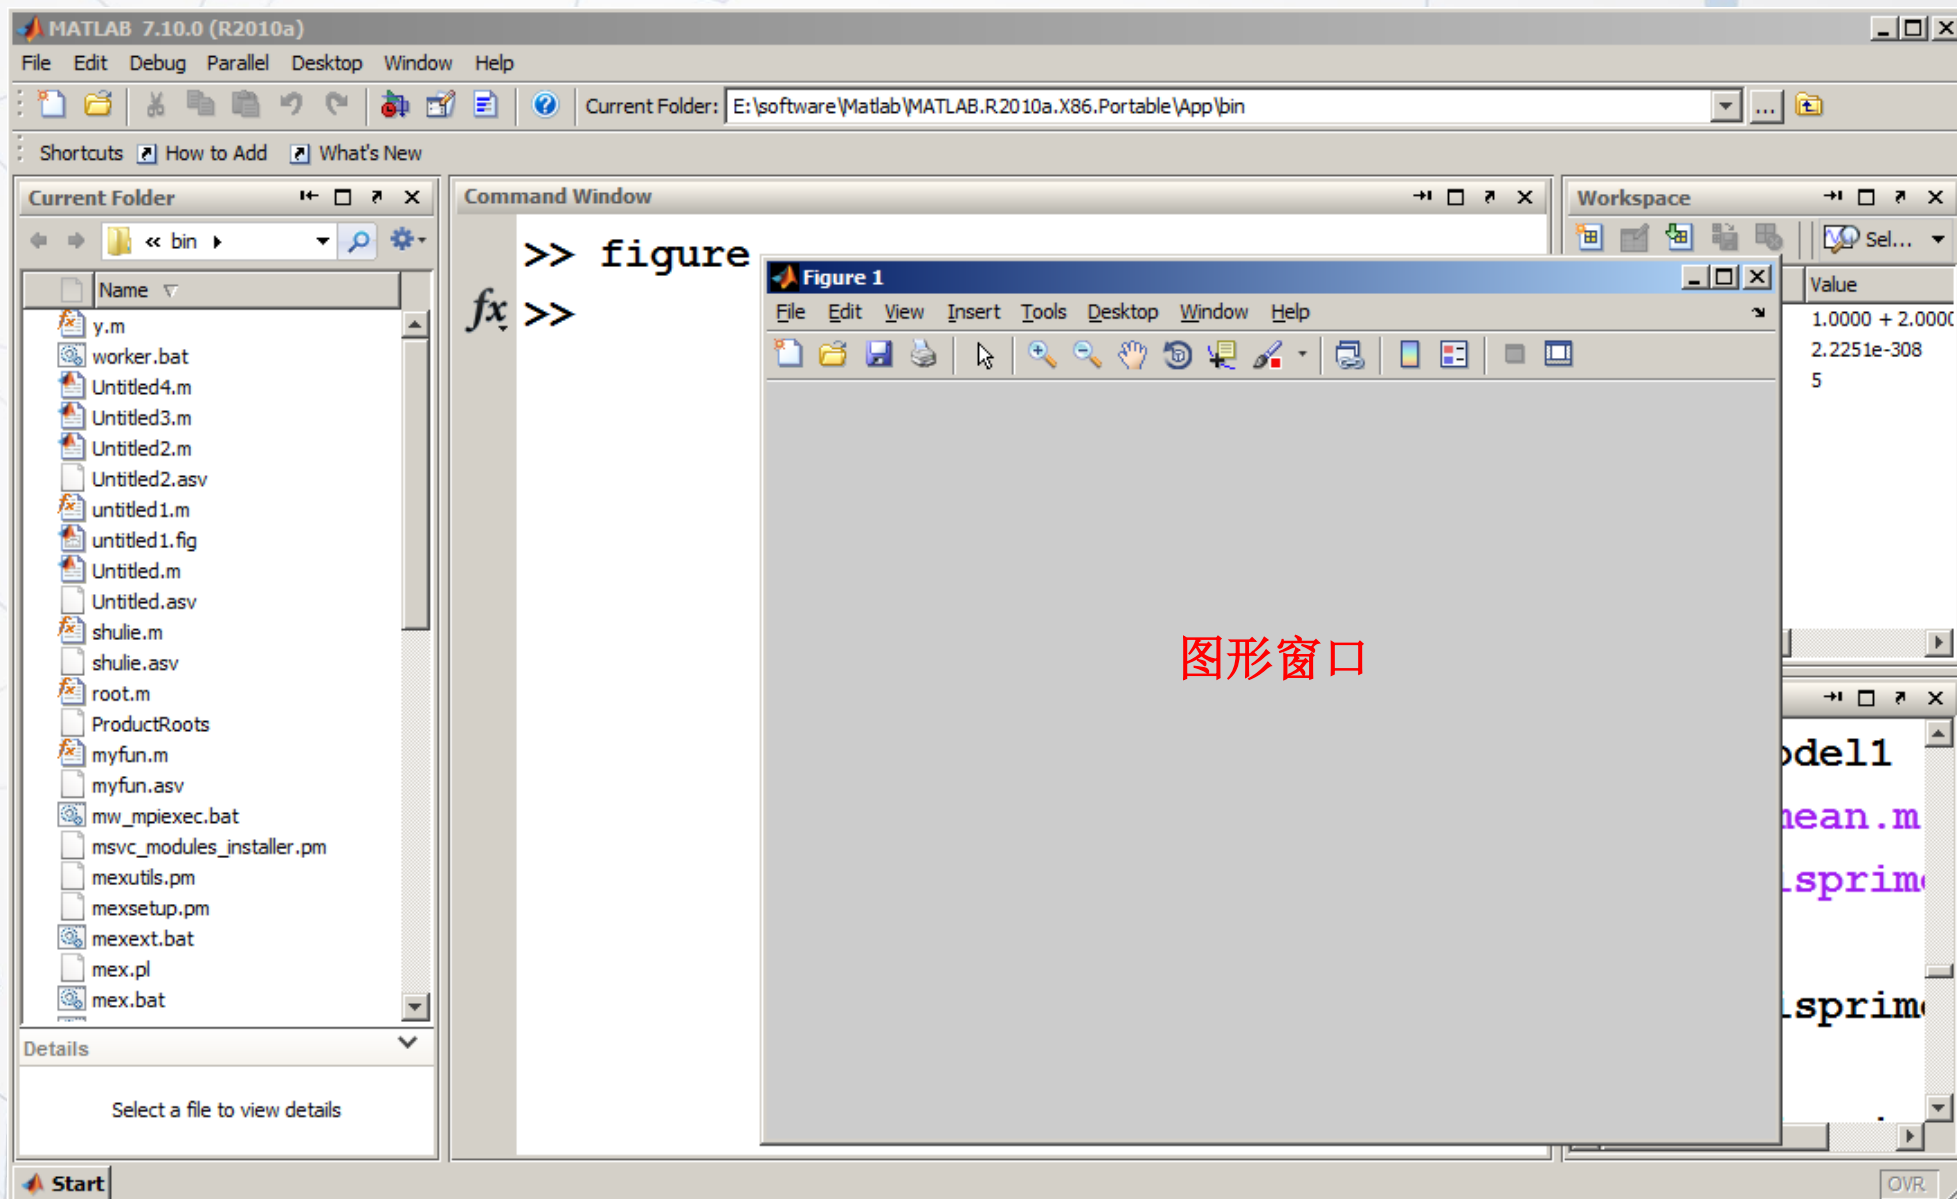 MATLAB 7.10.0 (R2010a)
File Edit Debug Parallel Desktop Window Help
Current Folder: E:\software\Matlab\MATLAB.R2010a.X86.Portable\App\bin
Shortcuts How to Add What's New
Current Folder
« bin
Name
y.m
worker.bat
Untitled4.m
Untitled3.m
Untitled2.m
Untitled2.asv
untitled1.m
untitled1.fig
Untitled.m
Untitled.asv
shulie.m
shulie.asv
root.m
ProductRoots
myfun.m
myfun.asv
mw_mpiexec.bat
msvc_modules_installer.pm
mexutils.pm
mexsetup.pm
mexext.bat
mex.pl
mex.bat
Details
Select a file to view details
Command Window
>> figure
fx >>
Figure 1
File Edit View Insert Tools Desktop Window Help
图形窗口
Workspace
Sel...
Value
1.0000 + 2.000
2.2251e-308
5
odel1
mean.m
isprim
isprim
Start
OVR